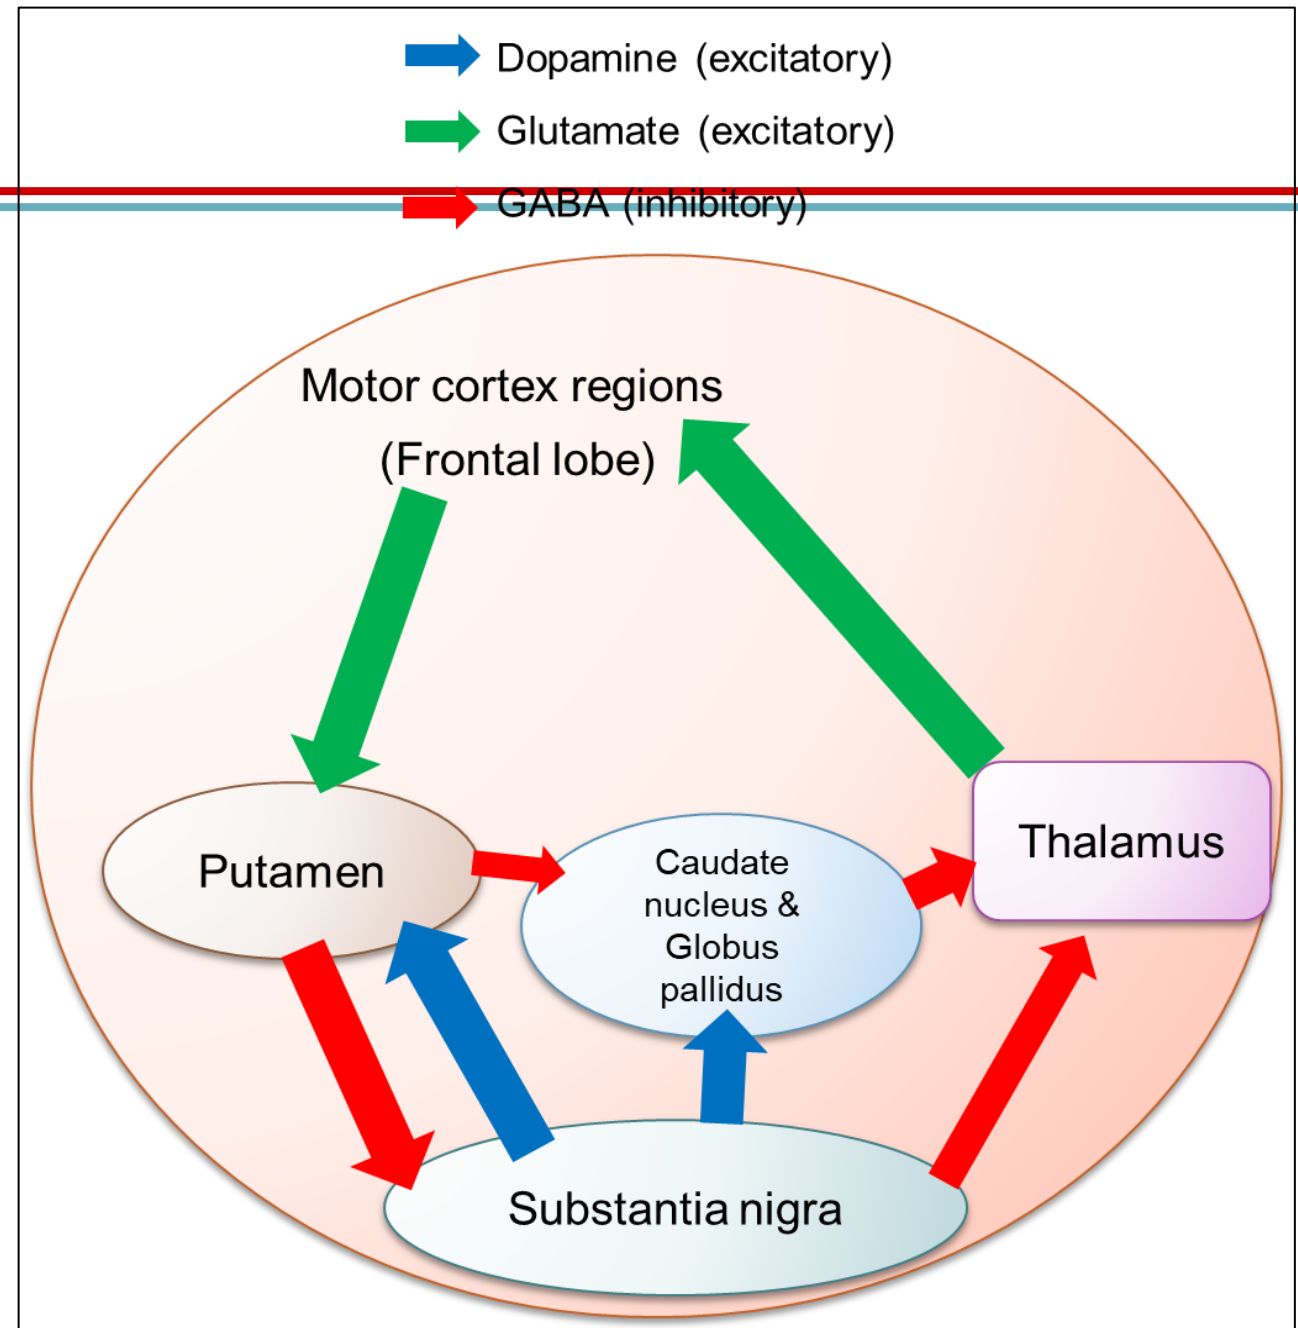 Dopamine (excitatory)
Glutamate (excitatory)
GABA (inhibitory)
Motor cortex regions
(Frontal lobe)
Putamen
Caudate
nucleus &
Globus
pallidus
Thalamus
Substantia nigra